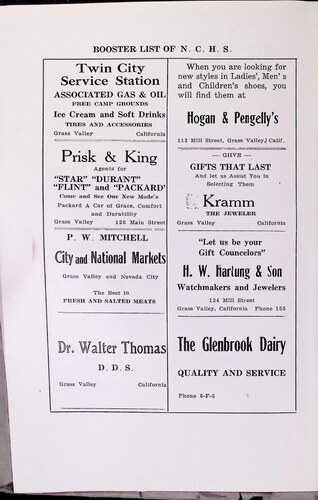 BOOSTER LIST OF N. C. H. S.
Twin City
Service Station
ASSOCIATED GAS & OIL
FREE CAMP GROUNDS
Ice Cream and Soft Drinks
TIRES AND ACCESSORIES
Grass Valley California
Prisk & King
Agents for
"STAR" "DURANT"
"FLINT" and "PACKARD"
Come and See Our New Mode's
Packard A Car of Grace, Comfort
and Durability
Grass Valley 126 Main Street
P. W. MITCHELL
City and National Markets
Grass Valley and Nevada City
The Best in
FRESH AND SALTED MEATS
Dr. Walter Thomas
D. D. S.
Grass Valley California
When you are looking for
new styles in Ladies', Men' s
and Children's shoes, you
will find them at
Hogan & Pengelly's
112 Mill Street, Grass Valley, Calif.
— GIIVE —
GIFTS THAT LAST
And let us Assist You in
Selecting Them
Kramm
THE JEWELER
Grass Valley California
"Let us be your
Gift Councelors"
H. W. Hartung & Son
Watchmakers and Jewelers
124 Mill Street
Grass Valley, California Phone 155
The Glenbrook Dairy
QUALITY AND SERVICE
Phone 6-F-5